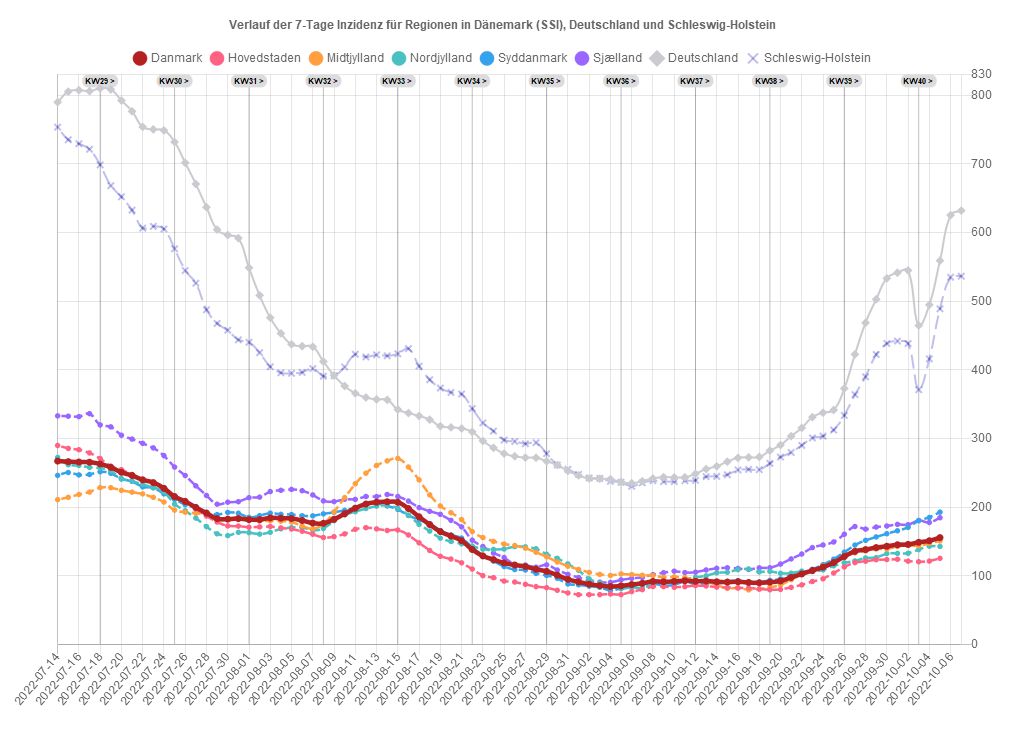 Verlauf der 7-Tage Inzidenz für Regionen in Dänemark (SSI), Deutschland und Schleswig-Holstein
Danmark Hovedstaden Midtjylland Nordjylland Syddanmark Sjælland Deutschland Schleswig-Holstein
KW29 > KW30 > KW31 > KW32 > KW33 > KW34 > KW35 > KW36 > KW37 > KW38 > KW39 > KW40 >
830
800
700
600
500
400
300
200
100
0
2022-07-14 2022-07-16 2022-07-18 2022-07-20 2022-07-22 2022-07-24 2022-07-26 2022-07-28 2022-07-30 2022-08-01 2022-08-03 2022-08-05 2022-08-07 2022-08-09 2022-08-11 2022-08-13 2022-08-15 2022-08-17 2022-08-19 2022-08-21 2022-08-23 2022-08-25 2022-08-27 2022-08-29 2022-08-31 2022-09-02 2022-09-04 2022-09-06 2022-09-08 2022-09-10 2022-09-12 2022-09-14 2022-09-16 2022-09-18 2022-09-20 2022-09-22 2022-09-24 2022-09-26 2022-09-28 2022-09-30 2022-10-02 2022-10-04 2022-10-06